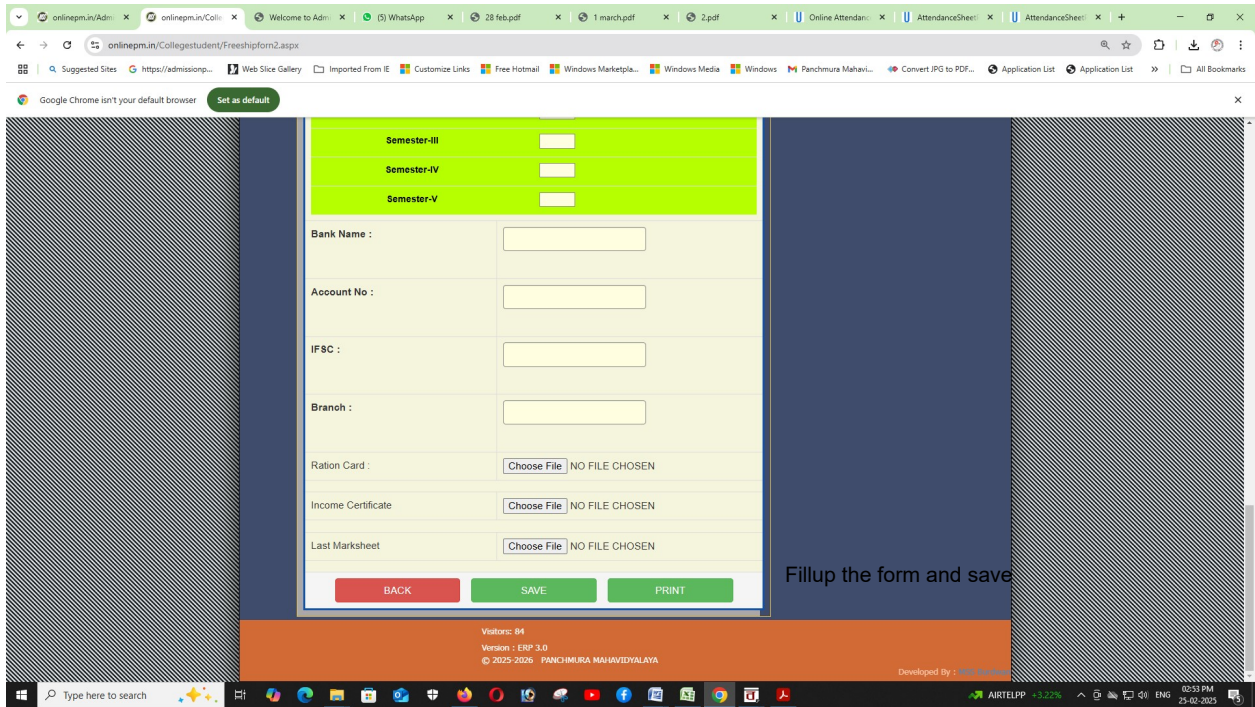 onlinepm.in/Adm
onlinepm.in/Colle
Welcome to Adm
(5) WhatsApp
28 feb.pdf
1 march.pdf
2.pdf
Online Attendanc
AttendanceSheet
AttendanceSheet
onlinepm.in/Collegestudent/Freeshipforn2.aspx
Suggested Sites
https://admissionp...
Web Slice Gallery
Imported From IE
Customize Links
Free Hotmail
Windows Marketpla...
Windows Media
Windows
Panchmura Mahavi...
Convert JPG to PDF...
Application List
Application List
All Bookmarks
Google Chrome isn't your default browser
Set as default
Semester-III
Semester-IV
Semester-V
Bank Name :
Account No :
IFSC :
Branch :
Ration Card :
Choose File NO FILE CHOSEN
Income Certificate
Choose File NO FILE CHOSEN
Last Marksheet
Choose File NO FILE CHOSEN
Fillup the form and save
BACK
SAVE
PRINT
Visitors: 84
Version : ERP 3.0
© 2025-2026 PANCHMURA MAHAVIDYALAYA
Developed By :
Type here to search
AIRTELPP +3.22%
ENG
02:53 PM
25-02-2025